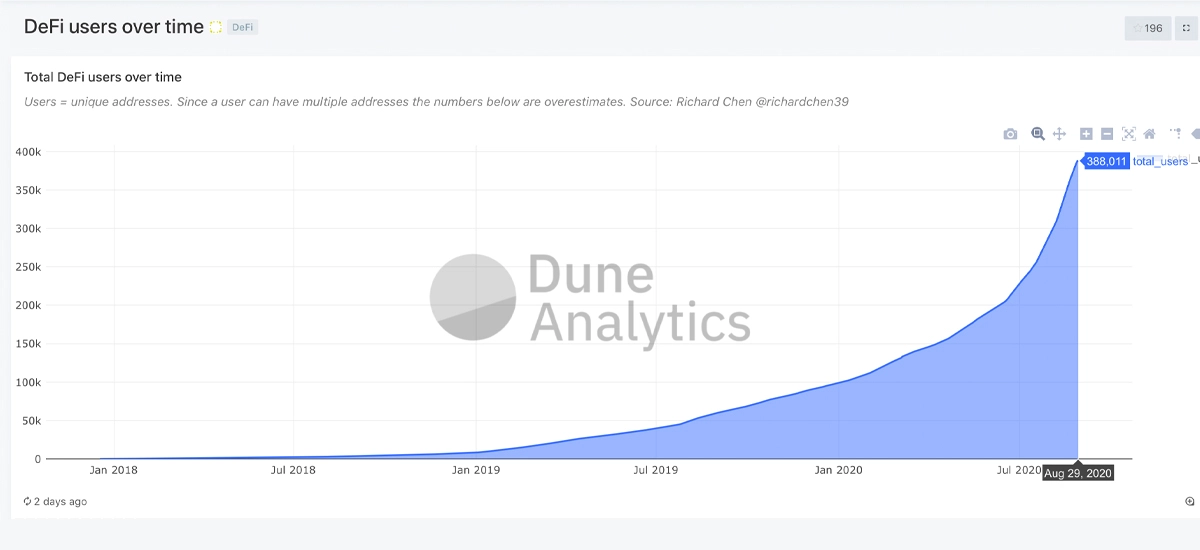 DeFi users over time DeFi
196
Total DeFi users over time
Users = unique addresses. Since a user can have multiple addresses the numbers below are overestimates. Source: Richard Chen @richardchen39
400k
388,011 total_users
350k
300k
250k
200k
150k
100k
50k
0
Dune
Analytics
Jan 2018 Jul 2018 Jan 2019 Jul 2019 Jan 2020 Jul 2020
Aug 29, 2020
2 days ago